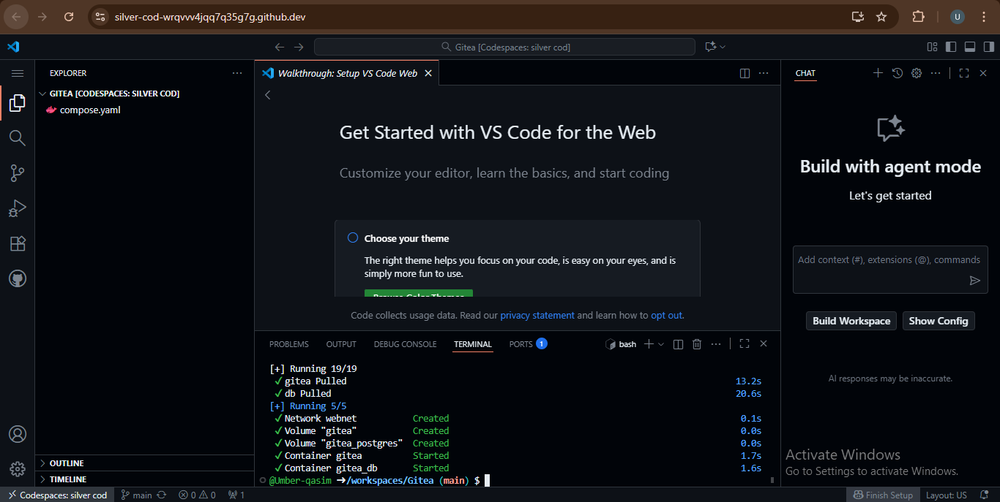 silver-cod-wrqvvv4jqq7q35g7g.github.dev
U
Gitea [Codespaces: silver cod]
EXPLORER
GITEA [CODESPACES: SILVER COD]
compose.yaml
OUTLINE
TIMELINE
Walkthrough: Setup VS Code Web
Get Started with VS Code for the Web
Customize your editor, learn the basics, and start coding
Choose your theme
The right theme helps you focus on your code, is easy on your eyes, and is
simply more fun to use.
Browse Color Themes
Code collects usage data. Read our privacy statement and learn how to opt out.
PROBLEMS OUTPUT DEBUG CONSOLE TERMINAL PORTS 1 bash
[+] Running 19/19
✓ gitea Pulled 13.2s
✓ db Pulled 20.6s
[+] Running 5/5
✓ Network webnet Created 0.1s
✓ Volume "gitea" Created 0.0s
✓ Volume "gitea_postgres" Created 0.0s
✓ Container gitea Started 1.7s
✓ Container gitea_db Started 1.6s
@Umber-qasim ➜ /workspaces/Gitea (main) $
CHAT
Build with agent mode
Let's get started
Add context (#), extensions (@), commands
Build Workspace Show Config
AI responses may be inaccurate.
Activate Windows
Go to Settings to activate Windows.
Codespaces: silver cod main 0 0 1 Finish Setup Layout: US